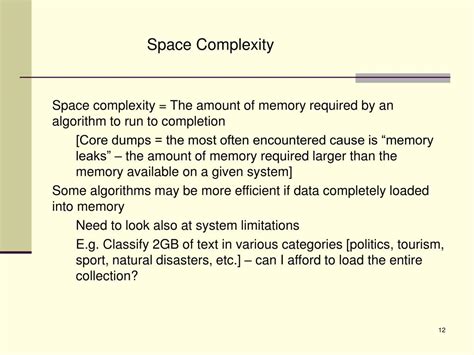 Space Complexity
Space complexity = The amount of memory required by an
algorithm to run to completion
[Core dumps = the most often encountered cause is “memory
leaks” – the amount of memory required larger than the
memory available on a given system]
Some algorithms may be more efficient if data completely loaded
into memory
Need to look also at system limitations
E.g. Classify 2GB of text in various categories [politics, tourism,
sport, natural disasters, etc.] – can I afford to load the entire
collection?
12